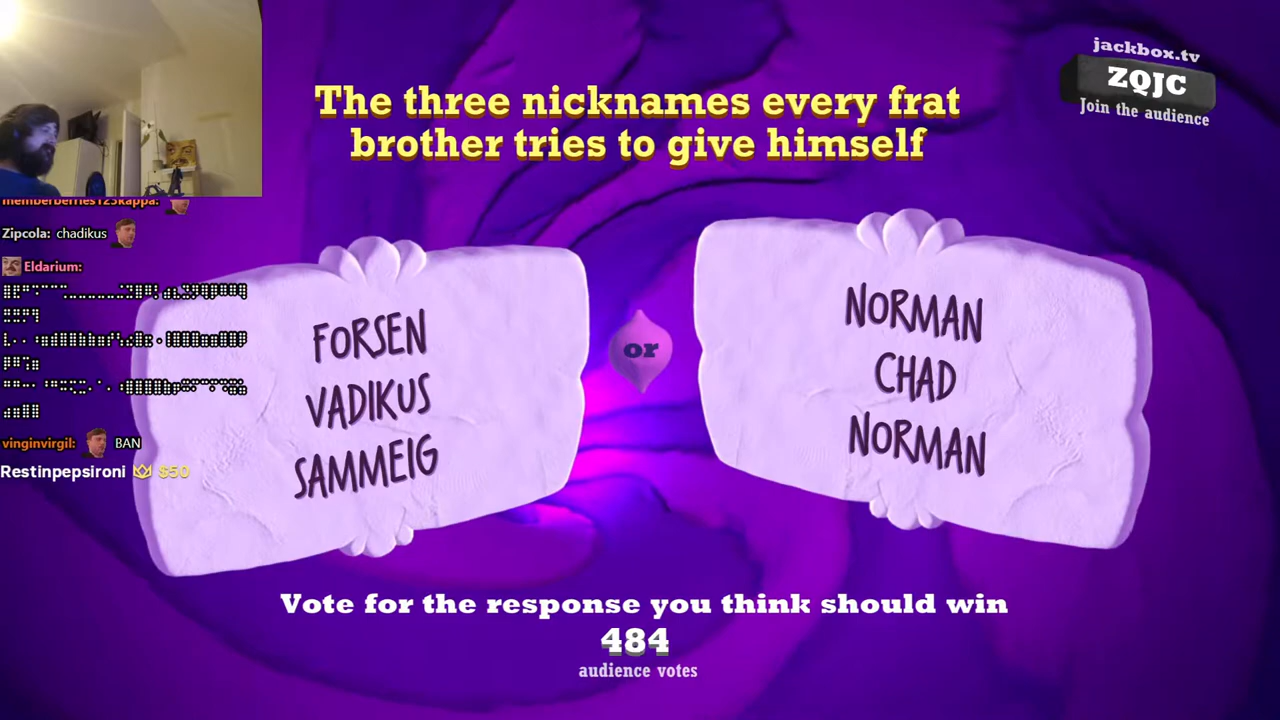 jackbox.tv
ZQJC
Join the audience
The three nicknames every frat
brother tries to give himself
memberberries123kappa:
Zipcola: chadikus
Eldarium:
vinginvirgil: BAN
Restinpepsironi $50
FORSEN
VADIKUS
SAMMEIG
or
NORMAN
CHAD
NORMAN
Vote for the response you think should win
484
audience votes